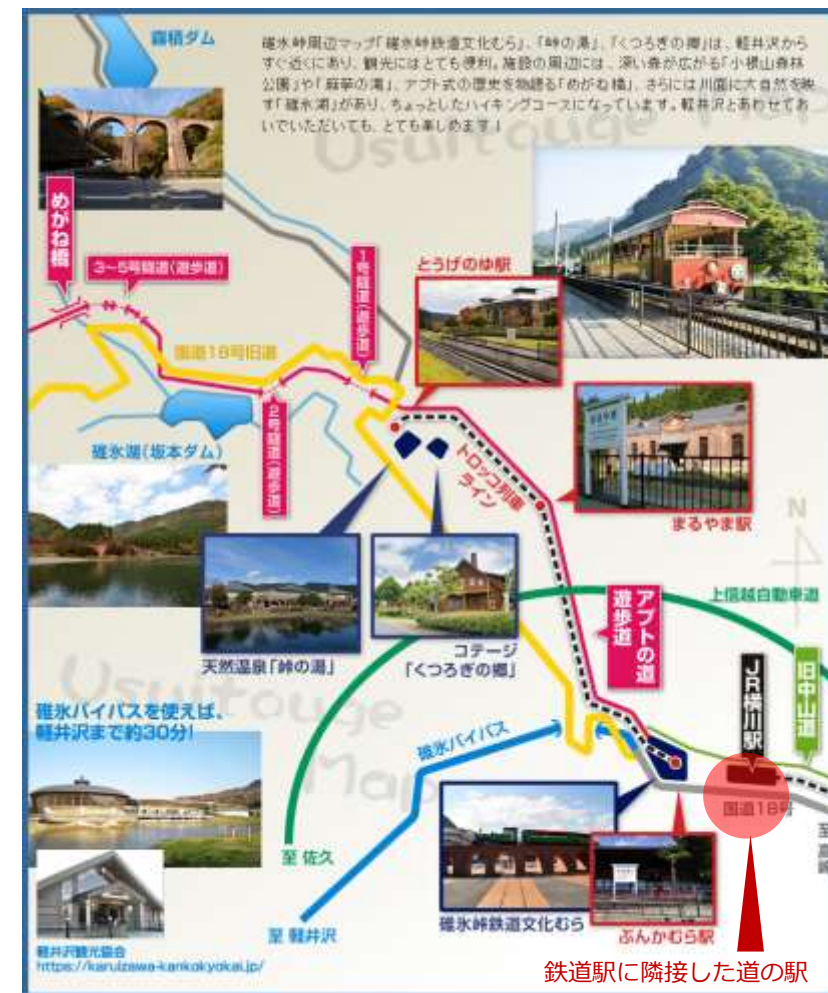 霧積ダム
碓氷峠周辺マップ「碓氷峠鉄道文化むら」、「峠の湯」、「くつろぎの郷」は、軽井沢から
すぐ近くにあり、観光にはとても便利。施設の周辺には、深い森が広がる「小根山森林
公園」や「麻苧の滝」、アプト式の歴史を物語る「めがね橋」、さらには川面に大自然を映
す「碓氷湖」があり、ちょっとしたハイキングコースになっています。軽井沢とあわせてお
いでいただいても、とても楽しめます!
Usuitouge Map
めがね橋
3~5号隧道(遊歩道)
1号隧道(遊歩道)
とうげのゆ駅
国道18号旧道
2号隧道(遊歩道)
碓氷湖(坂本ダム)
トロッコ列車
ライン
まるやま駅
N
上信越自動車道
アプトの道
遊歩道
天然温泉「峠の湯」
コテージ
「くつろぎの郷」
JR横川駅
旧中山道
Usuitouge
Map
碓氷バイパスを使えば、
軽井沢まで約30分!
碓氷バイパス
国道18号
至 佐久
至 軽井沢
碓氷峠鉄道文化むら
ぶんかむら駅
軽井沢観光協会
https://karuizawa-kankokyokai.jp/
鉄道駅に隣接した道の駅